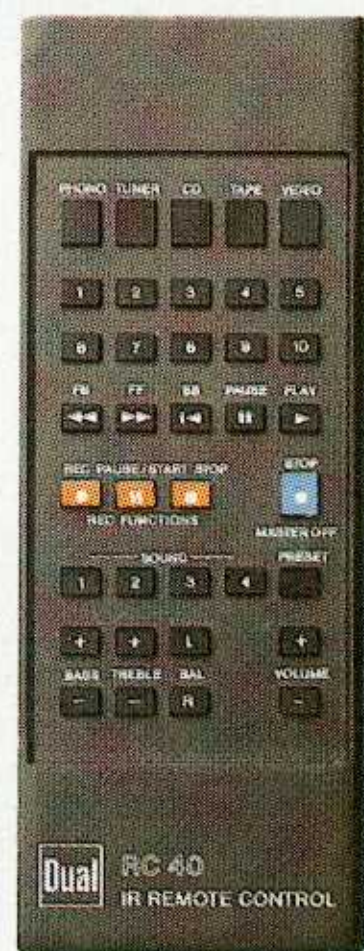 PHONO TUNER CD TAPE VIDEO
1 2 3 4 5
6 7 8 9 10
FB FF SB PAUSE PLAY
REC PAUSE/START STOP STOP
REC FUNCTIONS
MASTER OFF
SOUND PRESET
1 2 3 4
+ + L +
BASS TREBLE BAL VOLUME
- - R -
Dual RC 40
IR REMOTE CONTROL